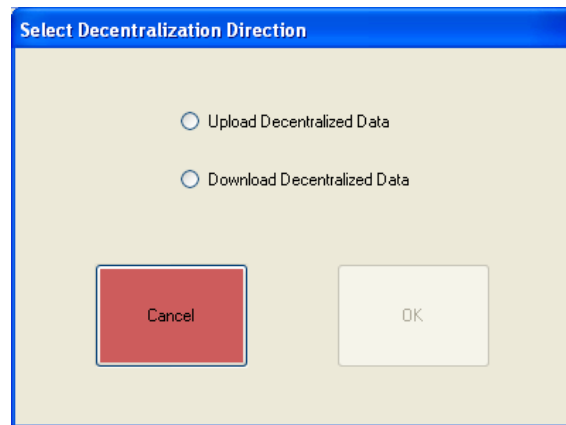 Select Decentralization Direction
Upload Decentralized Data
Download Decentralized Data
Cancel
OK